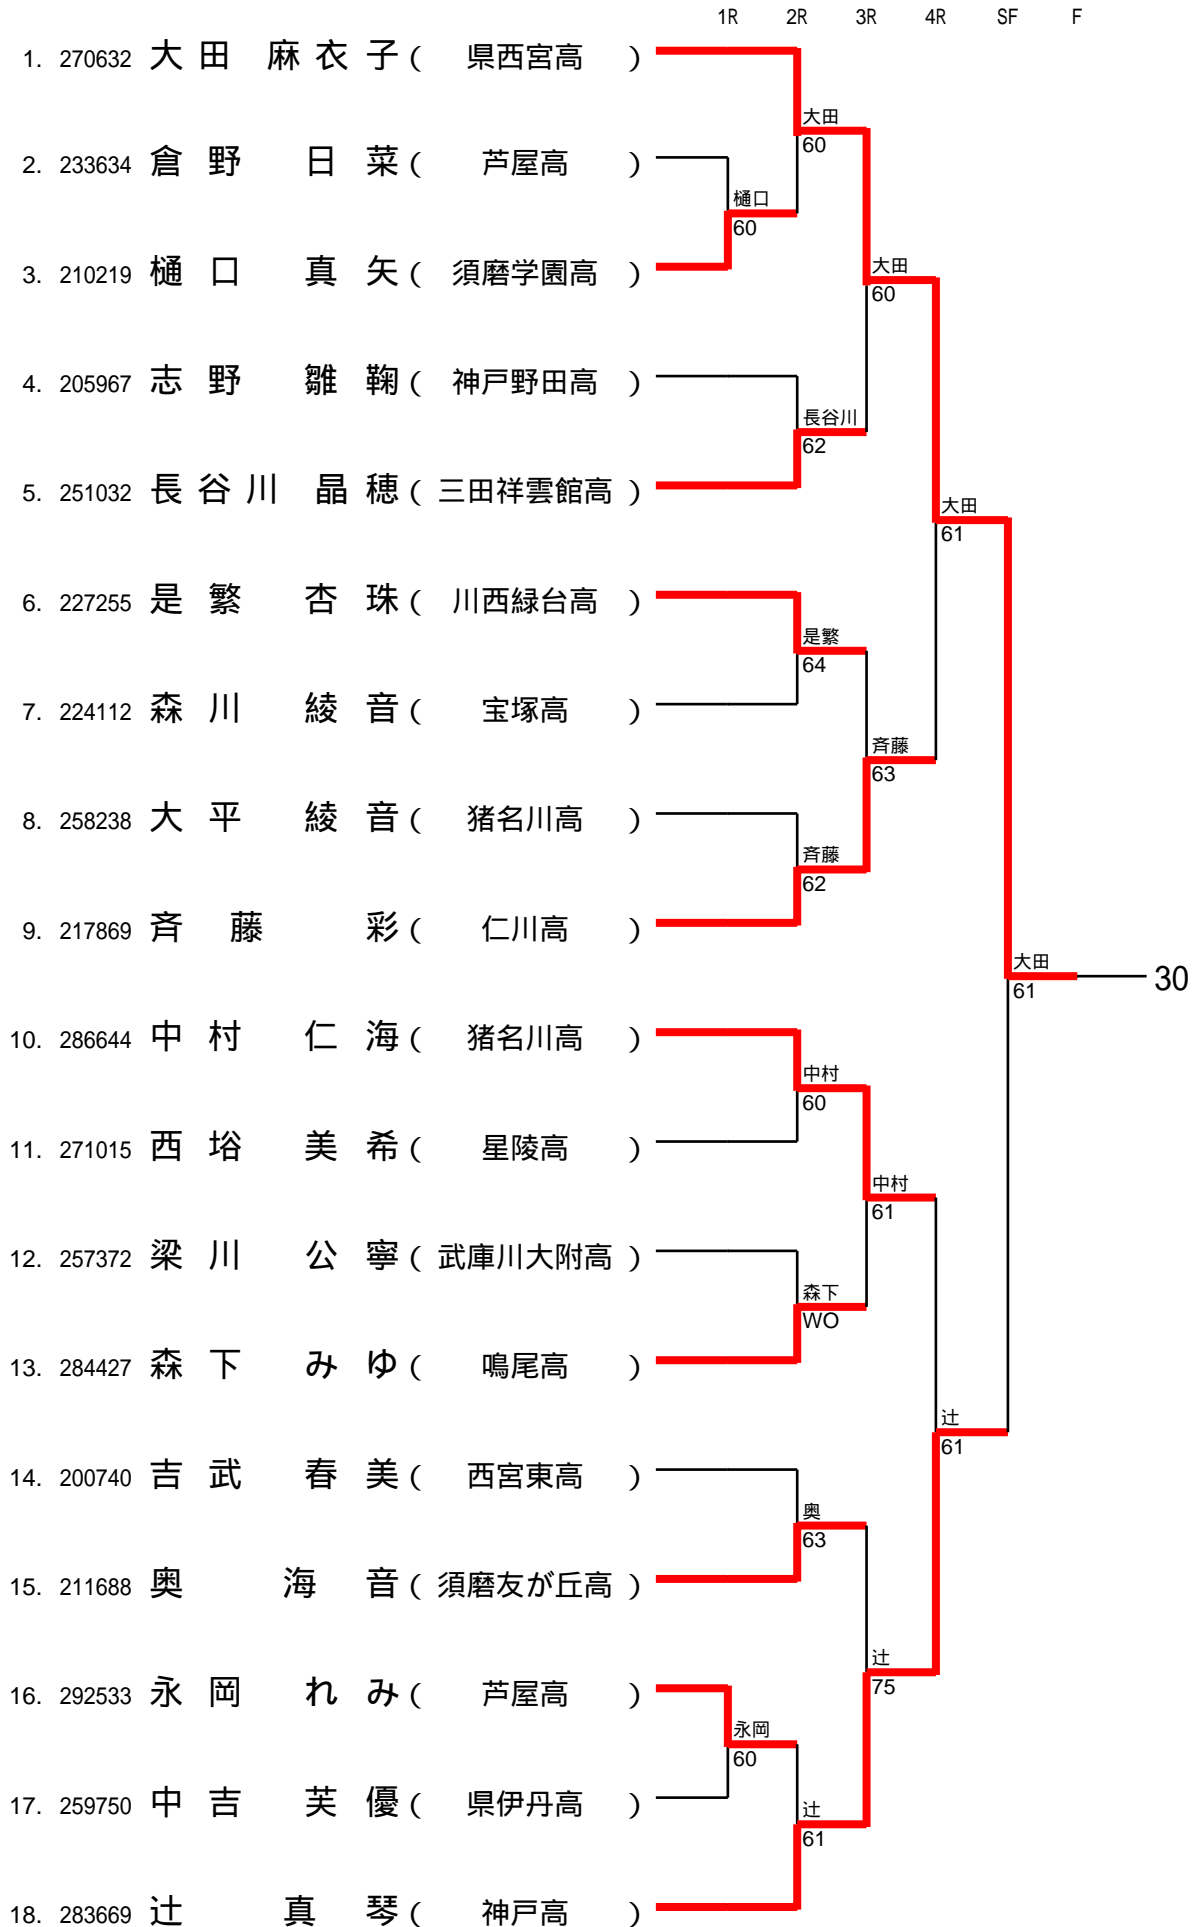 1R 2R 3R 4R SF F
1. 270632 大田 麻衣子 ( 県西宮高 )
大田
60
2. 233634 倉野 日菜 ( 芦屋高 )
樋口
60
3. 210219 樋口 真矢 ( 須磨学園高 )
大田
60
4. 205967 志野 雛鞠 ( 神戸野田高 )
長谷川
62
5. 251032 長谷川 晶穂 ( 三田祥雲館高 )
大田
61
6. 227255 是繁 杏珠 ( 川西緑台高 )
是繁
64
7. 224112 森川 綾音 ( 宝塚高 )
斉藤
63
8. 258238 大平 綾音 ( 猪名川高 )
斉藤
62
9. 217869 斉藤 彩 ( 仁川高 )
大田
61
30
10. 286644 中村 仁海 ( 猪名川高 )
中村
60
11. 271015 西塔 美希 ( 星陵高 )
中村
61
12. 257372 梁川 公寧 ( 武庫川大附高 )
森下
WO
13. 284427 森下 みゆ ( 鳴尾高 )
辻
61
14. 200740 吉武 春美 ( 西宮東高 )
奥
63
15. 211688 奥 海音 ( 須磨友が丘高 )
辻
75
16. 292533 永岡 れみ ( 芦屋高 )
永岡
60
17. 259750 中吉 芙優 ( 県伊丹高 )
辻
61
18. 283669 辻 真琴 ( 神戸高 )